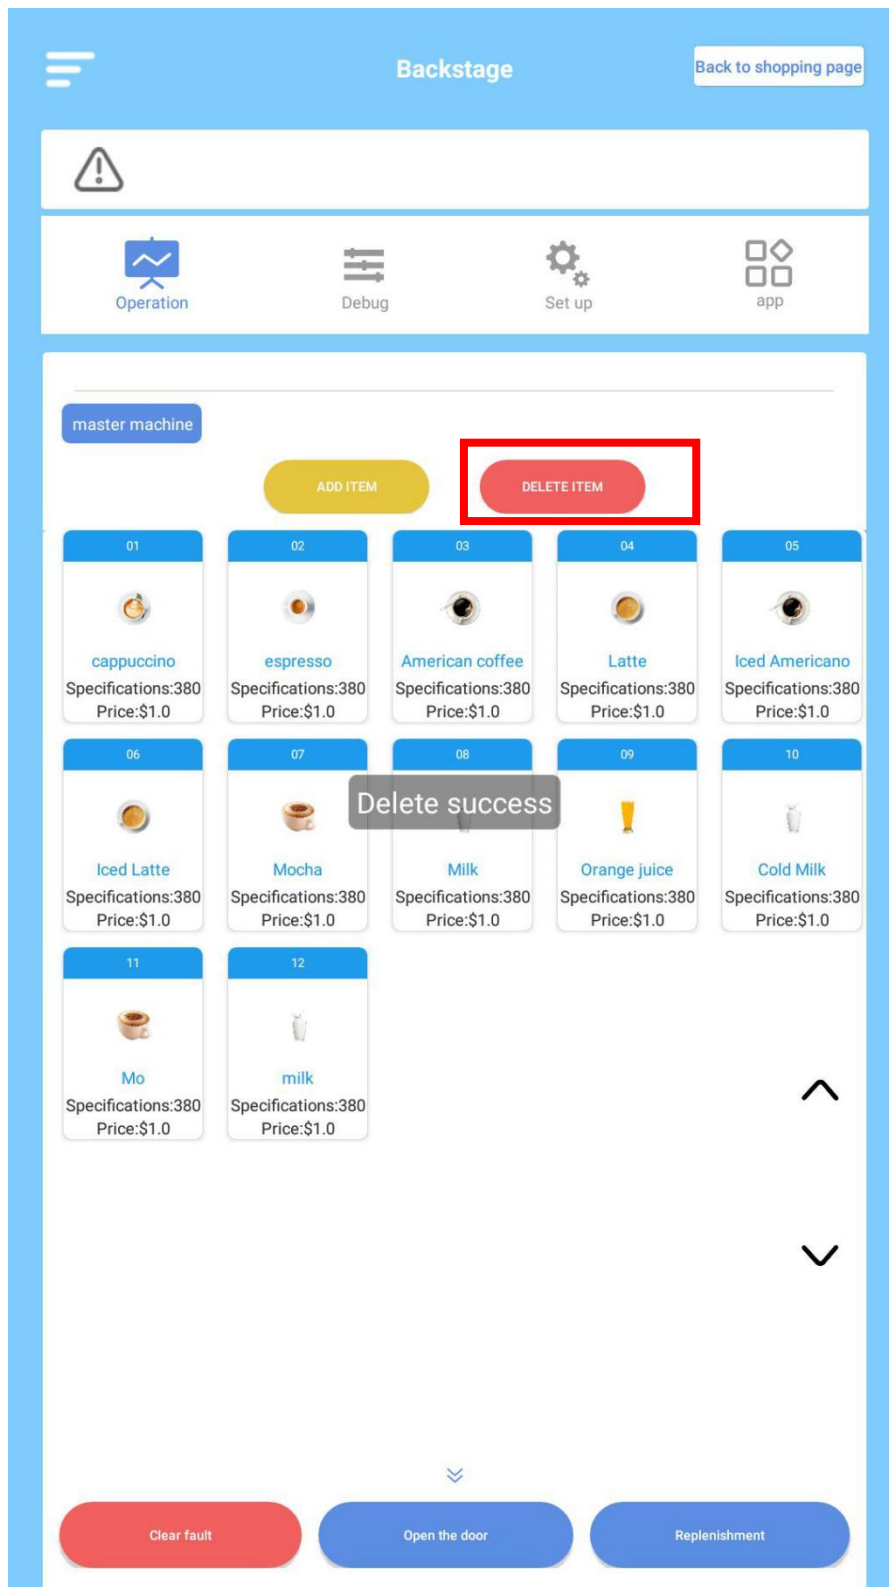 Backstage
Back to shopping page
Operation
Debug
Set up
app
master machine
ADD ITEM
DELETE ITEM
01
02
03
04
05
cappuccino
espresso
American coffee
Latte
Iced Americano
Specifications:380
Specifications:380
Specifications:380
Specifications:380
Specifications:380
Price:$1.0
Price:$1.0
Price:$1.0
Price:$1.0
Price:$1.0
06
07
08
09
10
Delete success
Iced Latte
Mocha
Milk
Orange juice
Cold Milk
Specifications:380
Specifications:380
Specifications:380
Specifications:380
Specifications:380
Price:$1.0
Price:$1.0
Price:$1.0
Price:$1.0
Price:$1.0
11
12
Mo
milk
Specifications:380
Specifications:380
Price:$1.0
Price:$1.0
Clear fault
Open the door
Replenishment